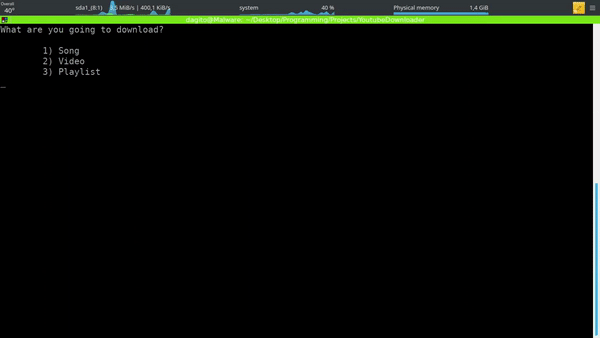 Overall
40°
sda1_(8:1) MiB/s | 400,1 KiB/s system 40 % Physical memory 1,4 GiB
dagito@Malware: ~/Desktop/Programming/Projects/YoutubeDownloader
What are you going to download?
1) Song
2) Video
3) Playlist
_